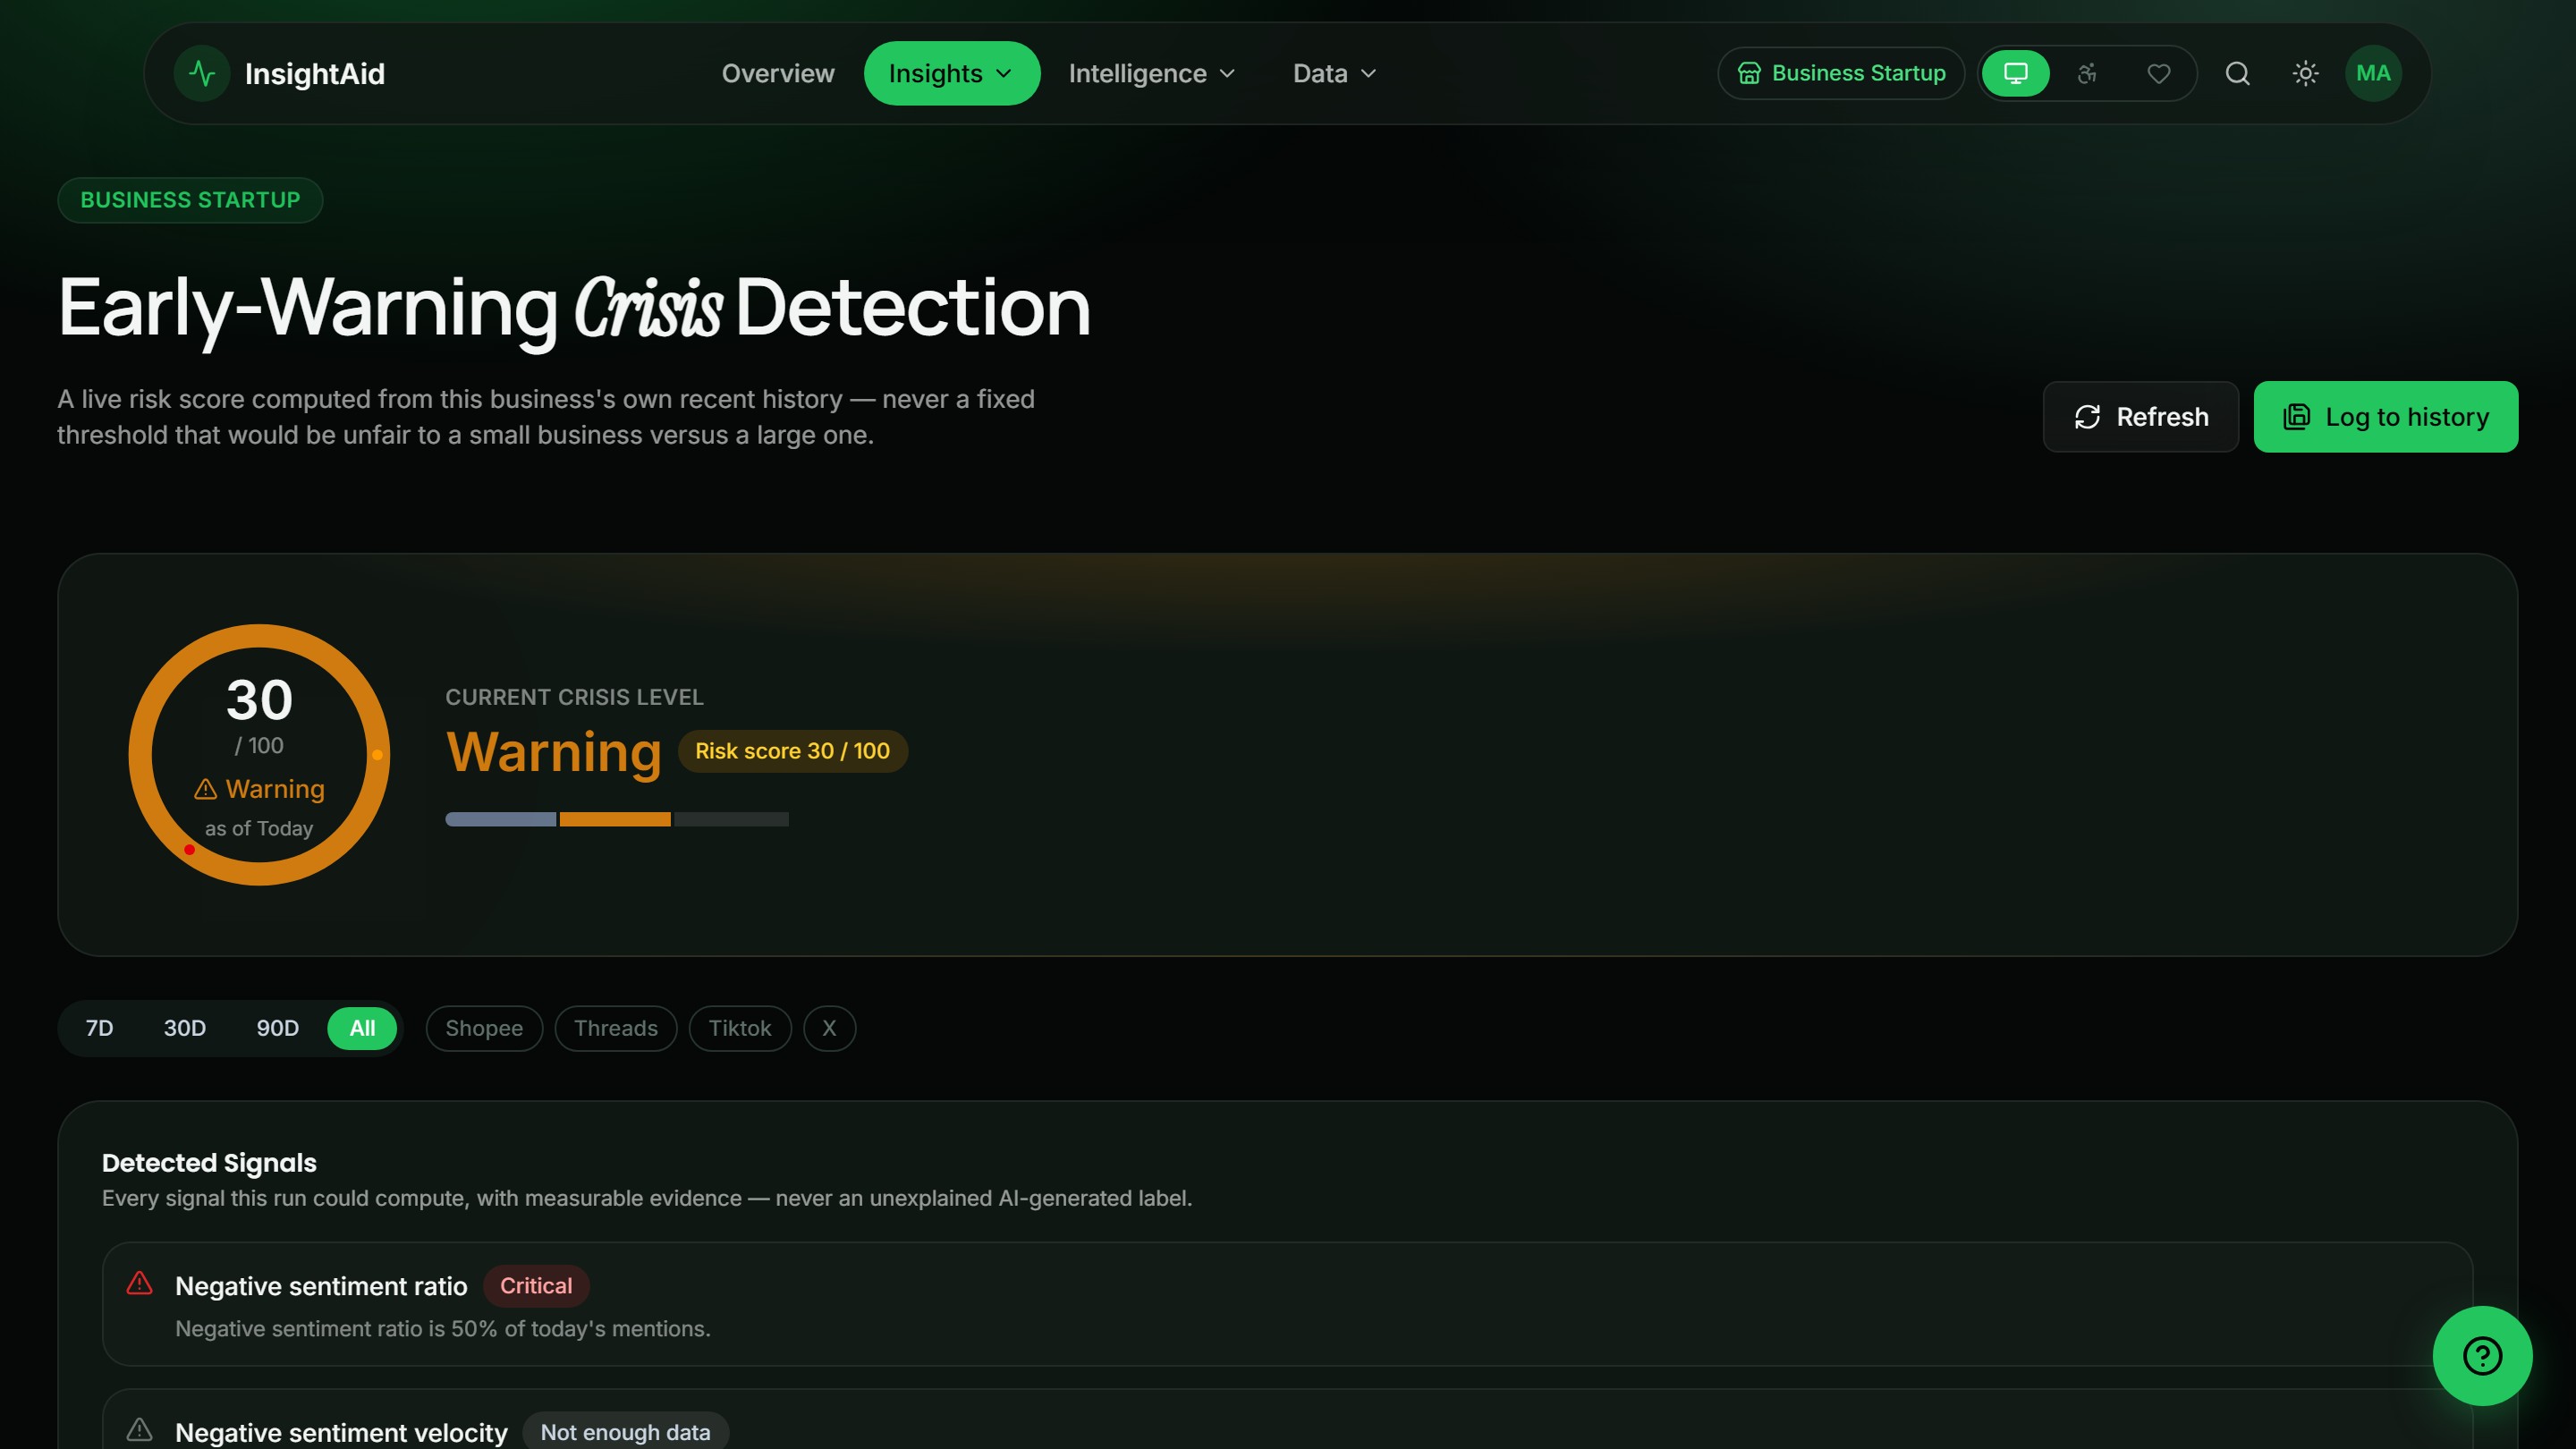 InsightAid
Overview
Insights
Intelligence
Data
Business Startup
MA
BUSINESS STARTUP
Early-Warning Crisis Detection
A live risk score computed from this business's own recent history — never a fixed
threshold that would be unfair to a small business versus a large one.
Refresh
Log to history
30
/ 100
Warning
as of Today
CURRENT CRISIS LEVEL
Warning
Risk score 30 / 100
7D
30D
90D
All
Shopee
Threads
Tiktok
X
Detected Signals
Every signal this run could compute, with measurable evidence — never an unexplained AI-generated label.
Negative sentiment ratio
Critical
Negative sentiment ratio is 50% of today's mentions.
Negative sentiment velocity
Not enough data